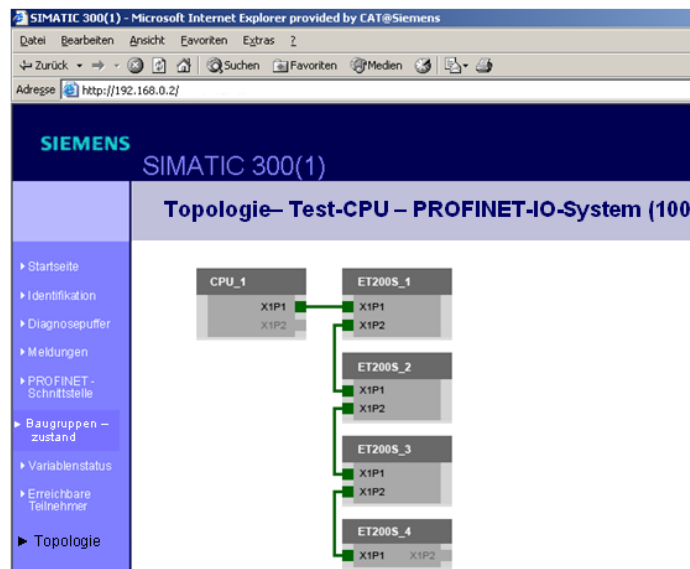 SIMATIC 300(1) - Microsoft Internet Explorer provided by CAT@Siemens
Datei Bearbeiten Ansicht Favoriten Extras ?
Zurück Suchen Favoriten Medien
Adresse http://192.168.0.2/
SIEMENS
SIMATIC 300(1)
Topologie– Test-CPU – PROFINET-IO-System (100
Startseite
Identifikation
Diagnosepuffer
Meldungen
PROFINET -
Schnittstelle
Baugruppen –
zustand
Variablenstatus
Erreichbare
Teilnehmer
Topologie
CPU_1
X1P1
X1P2
ET200S_1
X1P1
X1P2
ET200S_2
X1P1
X1P2
ET200S_3
X1P1
X1P2
ET200S_4
X1P1 X1P2